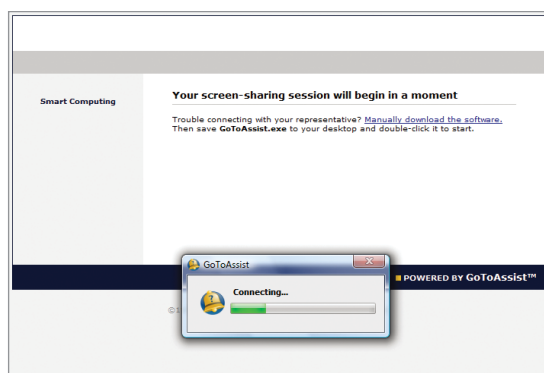 Smart Computing
Your screen-sharing session will begin in a moment
Trouble connecting with your representative? Manually download the software.
Then save GoToAssist.exe to your desktop and double-click it to start.
GoToAssist
Connecting...
POWERED BY GoToAssist™